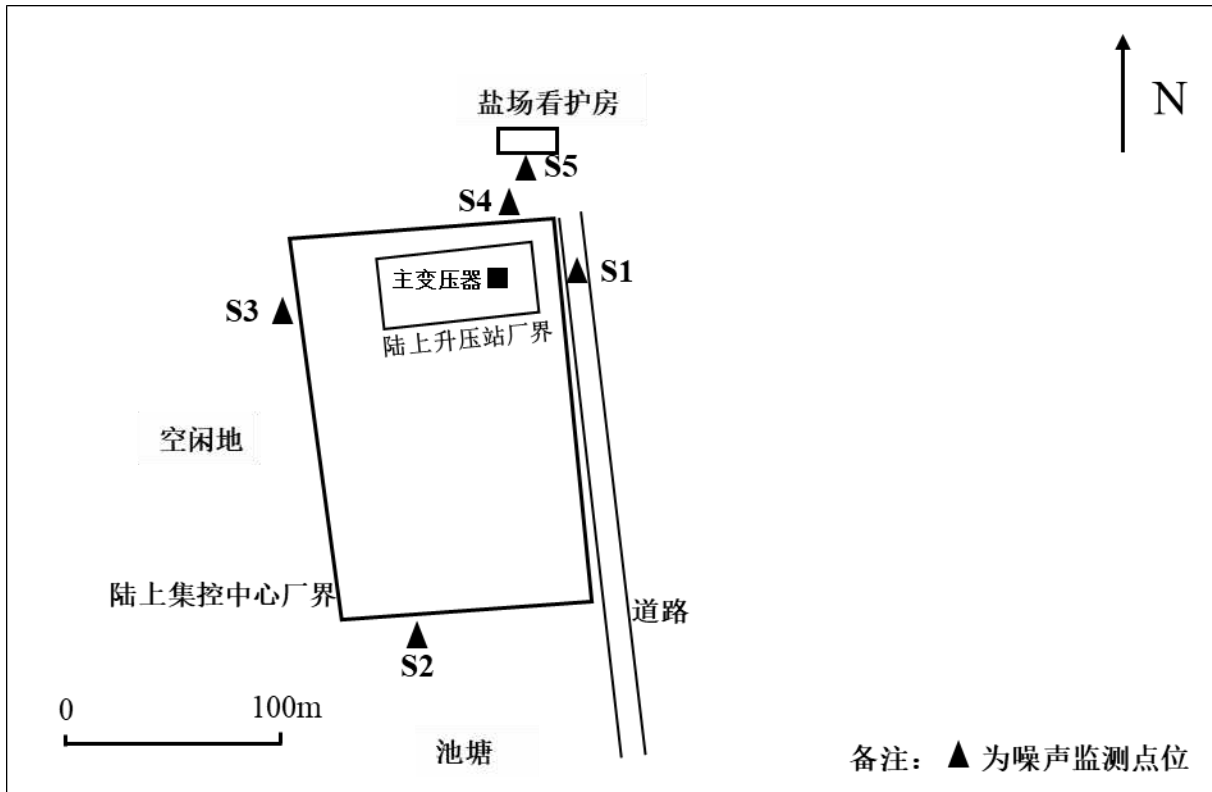 盐场看护房
N
S5
S4
S1
主变压器
S3
陆上升压站厂界
空闲地
陆上集控中心厂界
道路
S2
0 100m
池塘
备注： ▲ 为噪声监测点位